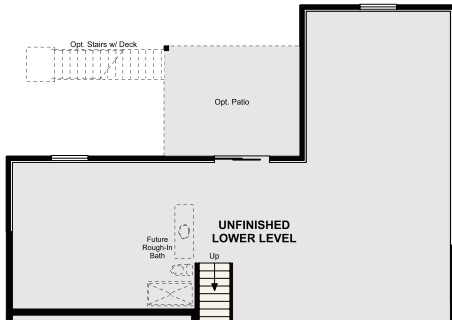 Opt. Stairs w/ Deck
Opt. Patio
UNFINISHED
LOWER LEVEL
Future
Rough-In
Bath
Up